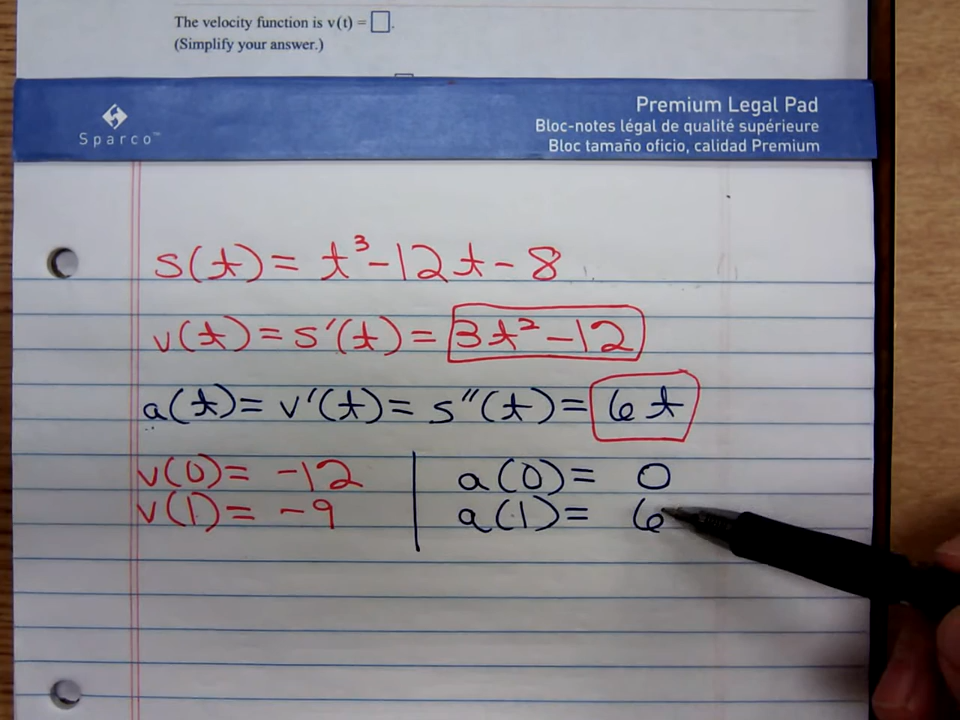 The velocity function is v(t) = □.
(Simplify your answer.)
Sparco™
Premium Legal Pad
Bloc-notes légal de qualité supérieure
Bloc tamaño oficio, calidad Premium
s(t) = t³ - 12t - 8
v(t) = s'(t) = 3t² - 12
a(t) = v'(t) = s''(t) = 6t
v(0) = -12 | a(0) = 0
v(1) = -9 | a(1) = 6